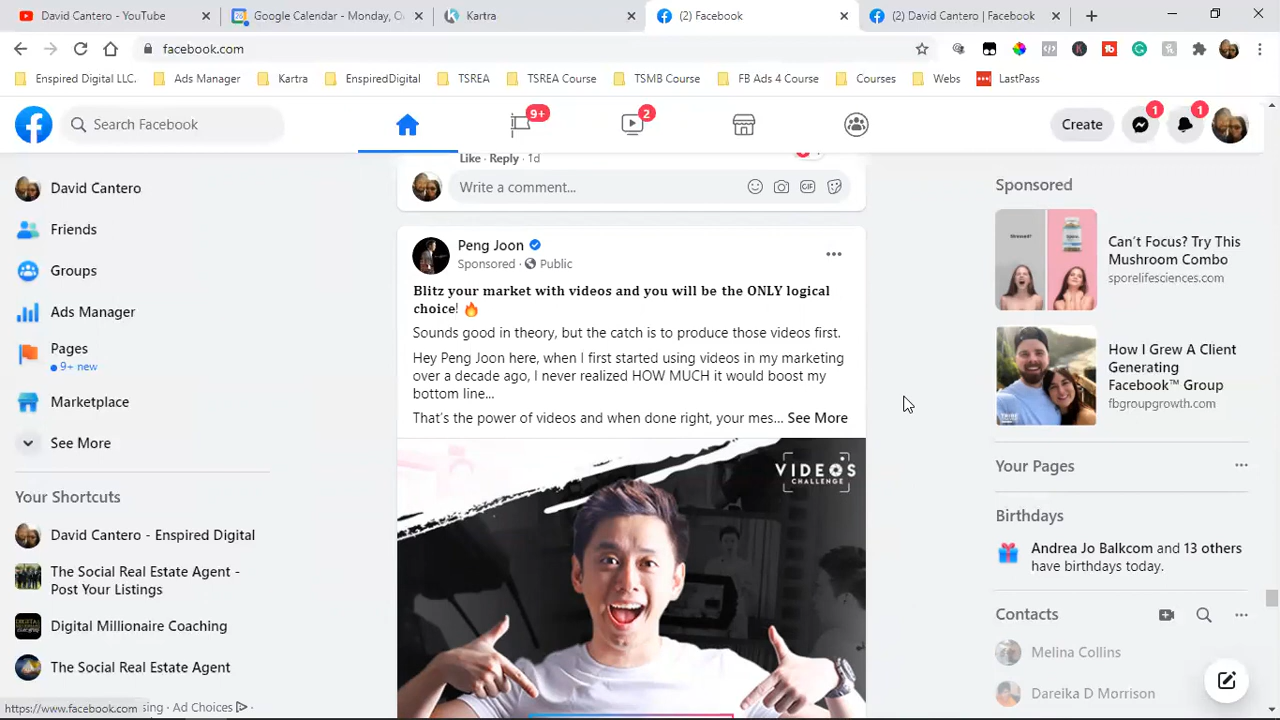 David Cantero - YouTube
Google Calendar - Monday, O
Kartra
(2) Facebook
(2) David Cantero | Facebook
facebook.com
Enspired Digital LLC.
Ads Manager
Kartra
EnspiredDigital
TSREA
TSREA Course
TSMB Course
FB Ads 4 Course
Courses
Webs
LastPass
Search Facebook
9+
2
Create
1
1
David Cantero
Friends
Groups
Ads Manager
Pages
9+ new
Marketplace
See More
Your Shortcuts
David Cantero - Enspired Digital
The Social Real Estate Agent -
Post Your Listings
Digital Millionaire Coaching
The Social Real Estate Agent
https://www.facebook.com
sing · Ad Choices ·
Like · Reply · 1d
Write a comment...
GIF
Peng Joon
Sponsored · Public
Blitz your market with videos and you will be the ONLY logical
choice! 🔥
Sounds good in theory, but the catch is to produce those videos first.
Hey Peng Joon here, when I first started using videos in my marketing
over a decade ago, I never realized HOW MUCH it would boost my
bottom line...
That's the power of videos and when done right, your mes... See More
VIDEOS
CHALLENGE
Sponsored
Can't Focus? Try This
Mushroom Combo
sporelifesciences.com
How I Grew A Client
Generating
Facebook™ Group
fbgroupgrowth.com
Your Pages
Birthdays
Andrea Jo Balkcom and 13 others
have birthdays today.
Contacts
Melina Collins
Dareika D Morrison